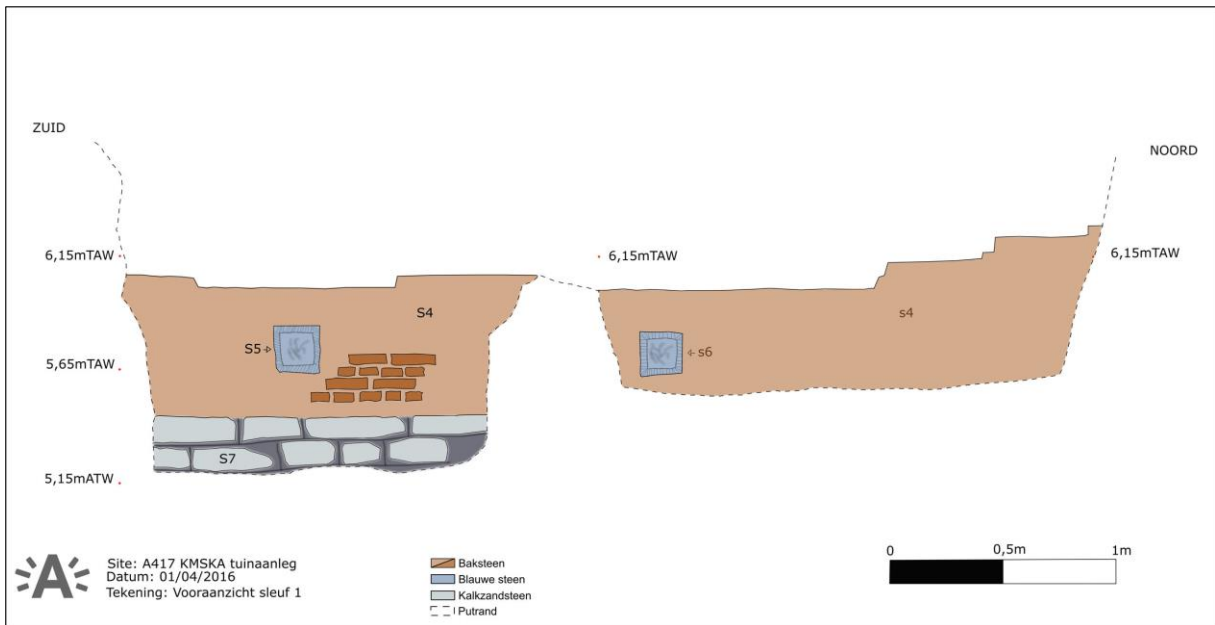 ZUID
NOORD
6,15mTAW
6,15mTAW
6,15mTAW
S4
s4
S5
s6
5,65mTAW
S7
5,15mATW
A
Site: A417 KMSKA tuinaanleg
Datum: 01/04/2016
Tekening: Vooraanzicht sleuf 1
Baksteen
Blauwe steen
Kalkzandsteen
Putrand
0 0,5m 1m